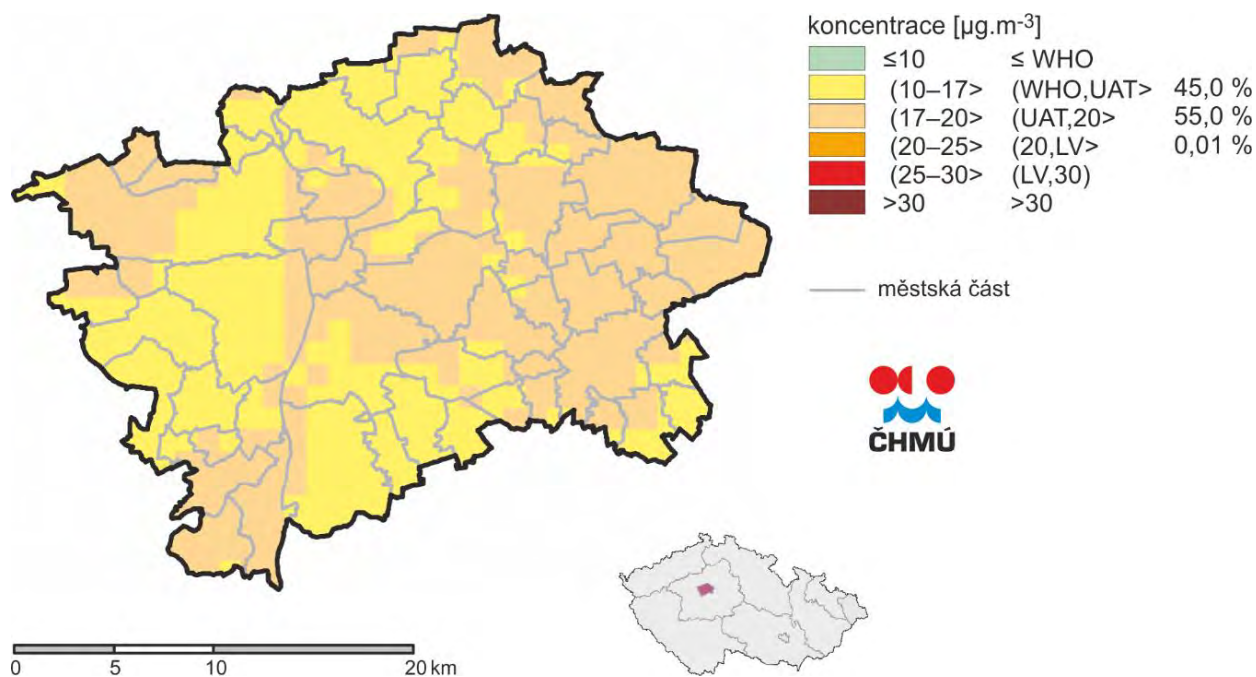 koncentrace [µg.m-3]
≤10 ≤ WHO
(10–17> (WHO,UAT> 45,0 %
(17–20> (UAT,20> 55,0 %
(20–25> (20,LV> 0,01 %
(25–30> (LV,30)
>30 >30
městská část
ČHMÚ
0 5 10 20 km